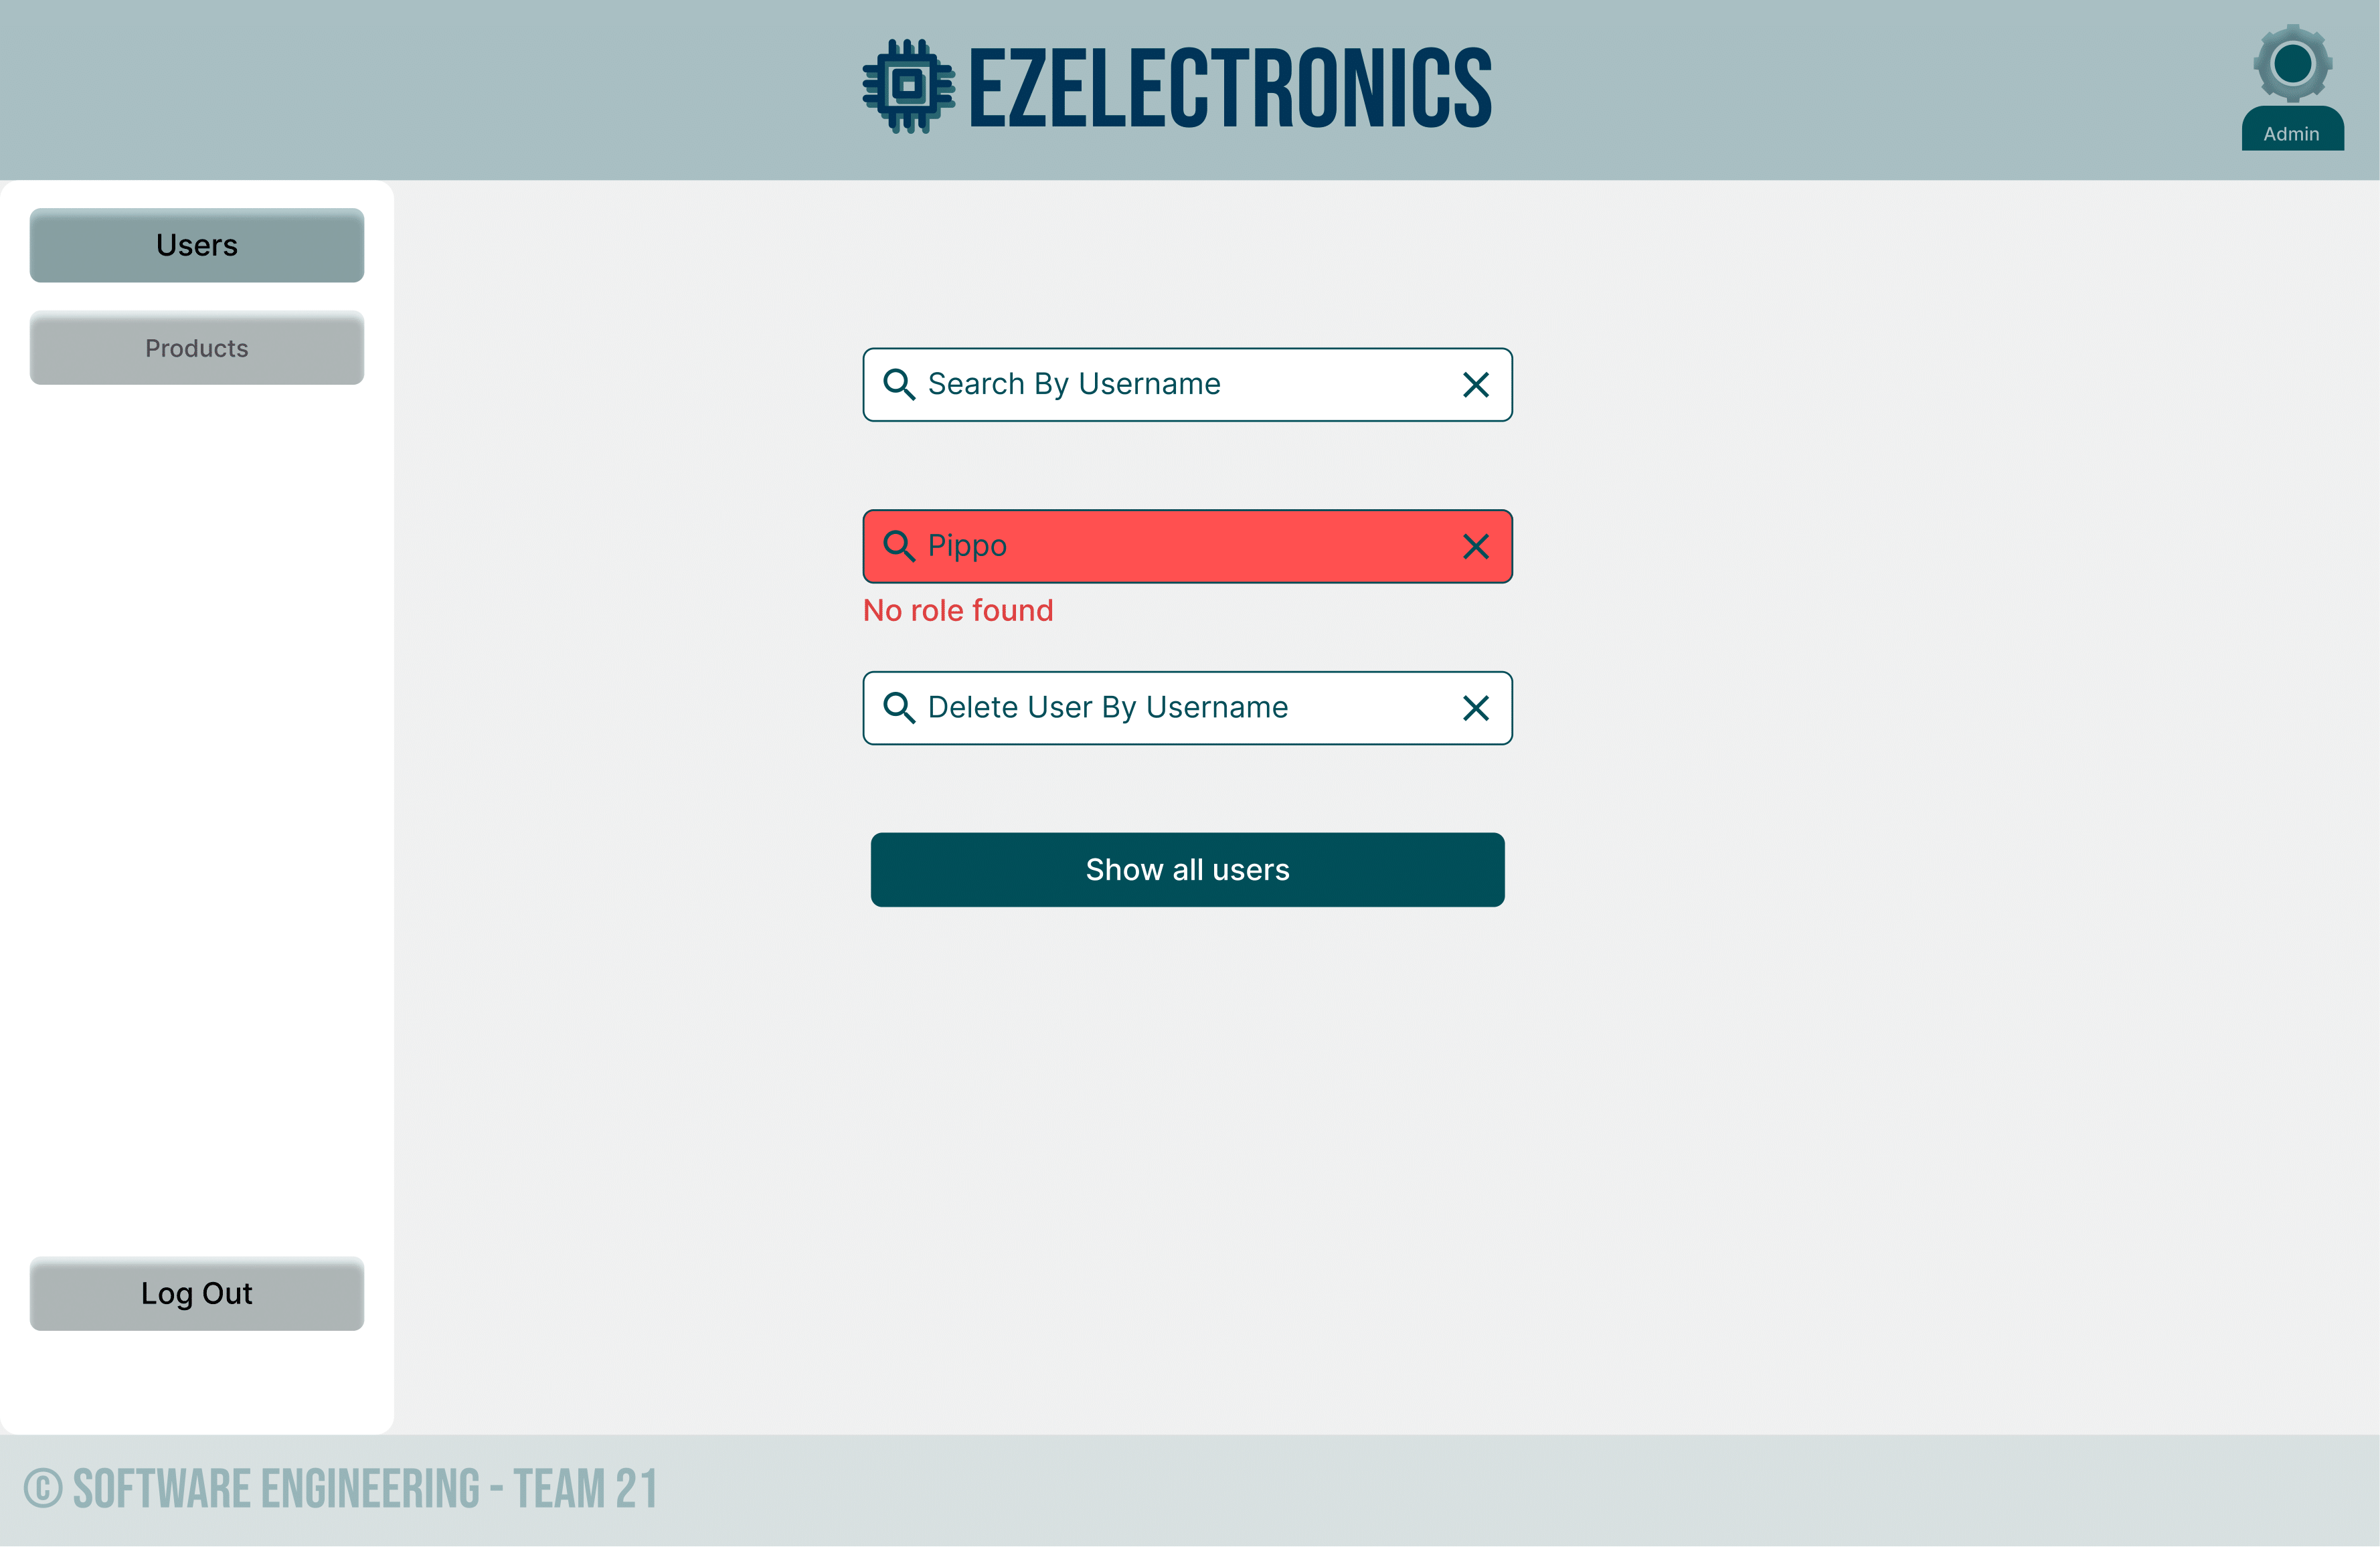 EZELECTRONICS
Admin
Users
Products
Search By Username
Pippo
No role found
Delete User By Username
Show all users
Log Out
© SOFTWARE ENGINEERING - TEAM 21